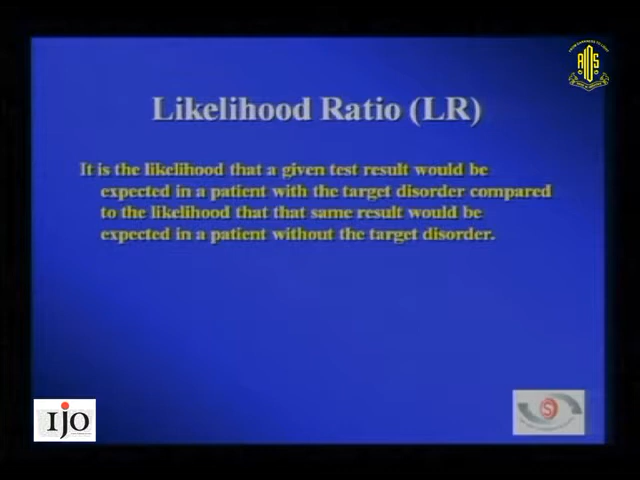 AIOS
Likelihood Ratio (LR)
It is the likelihood that a given test result would be
expected in a patient with the target disorder compared
to the likelihood that that same result would be
expected in a patient without the target disorder.
IJO
S